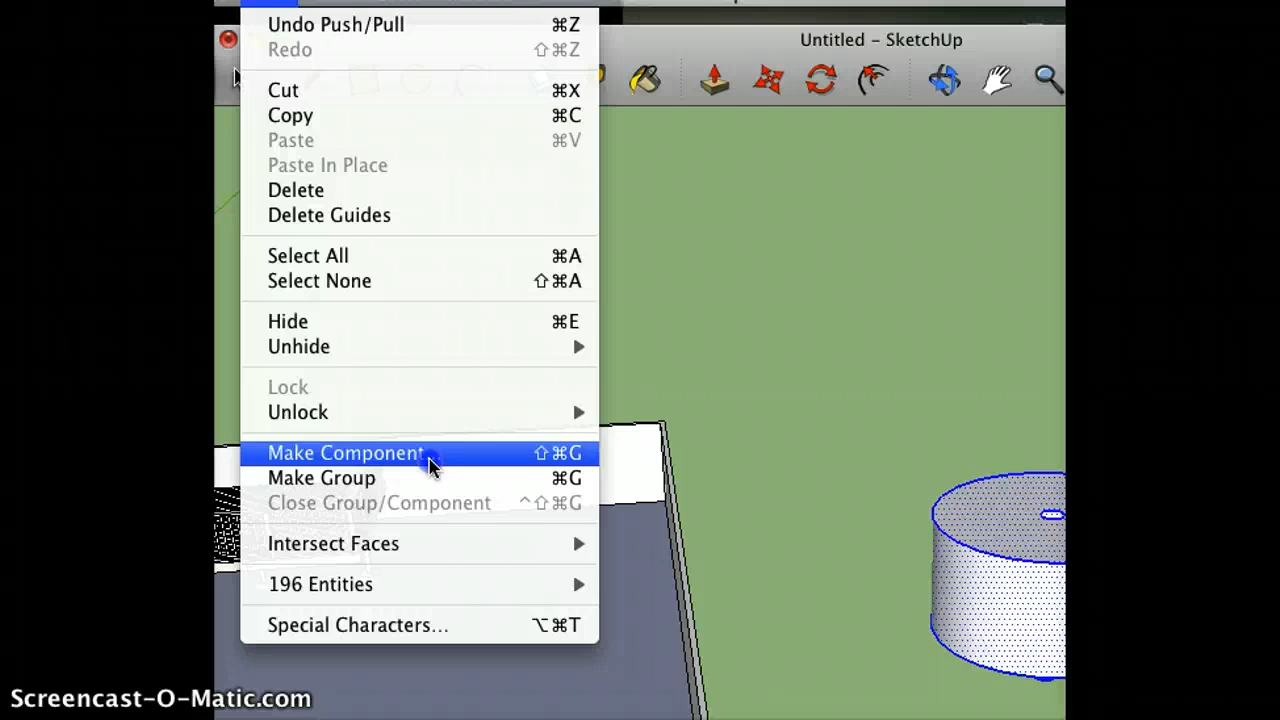 Untitled – SketchUp
Undo Push/Pull ⌘Z
Redo ⇧⌘Z
Cut ⌘X
Copy ⌘C
Paste ⌘V
Paste In Place
Delete
Delete Guides
Select All ⌘A
Select None ⇧⌘A
Hide ⌘E
Unhide
Lock
Unlock
Make Component ⇧⌘G
Make Group ⌘G
Close Group/Component ^⇧⌘G
Intersect Faces
196 Entities
Special Characters... ⌥⌘T
Screencast-O-Matic.com